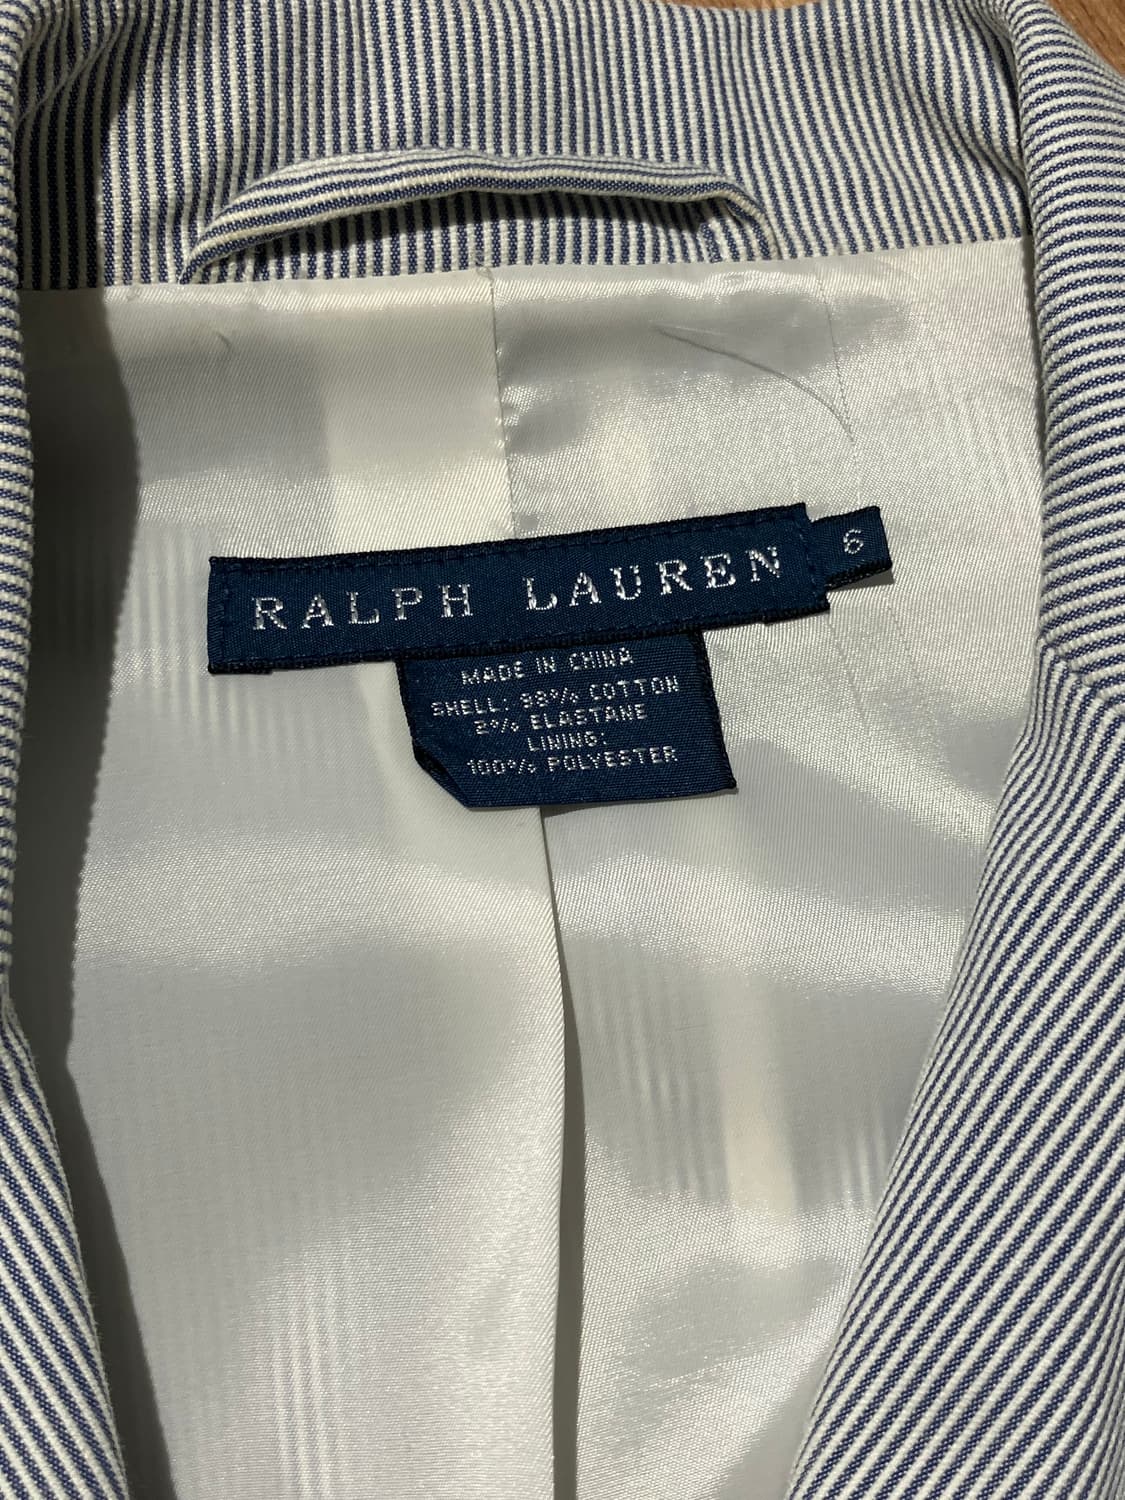 RALPH LAUREN
6
MADE IN CHINA
SHELL: 98% COTTON
2% ELASTANE
LINING:
100% POLYESTER